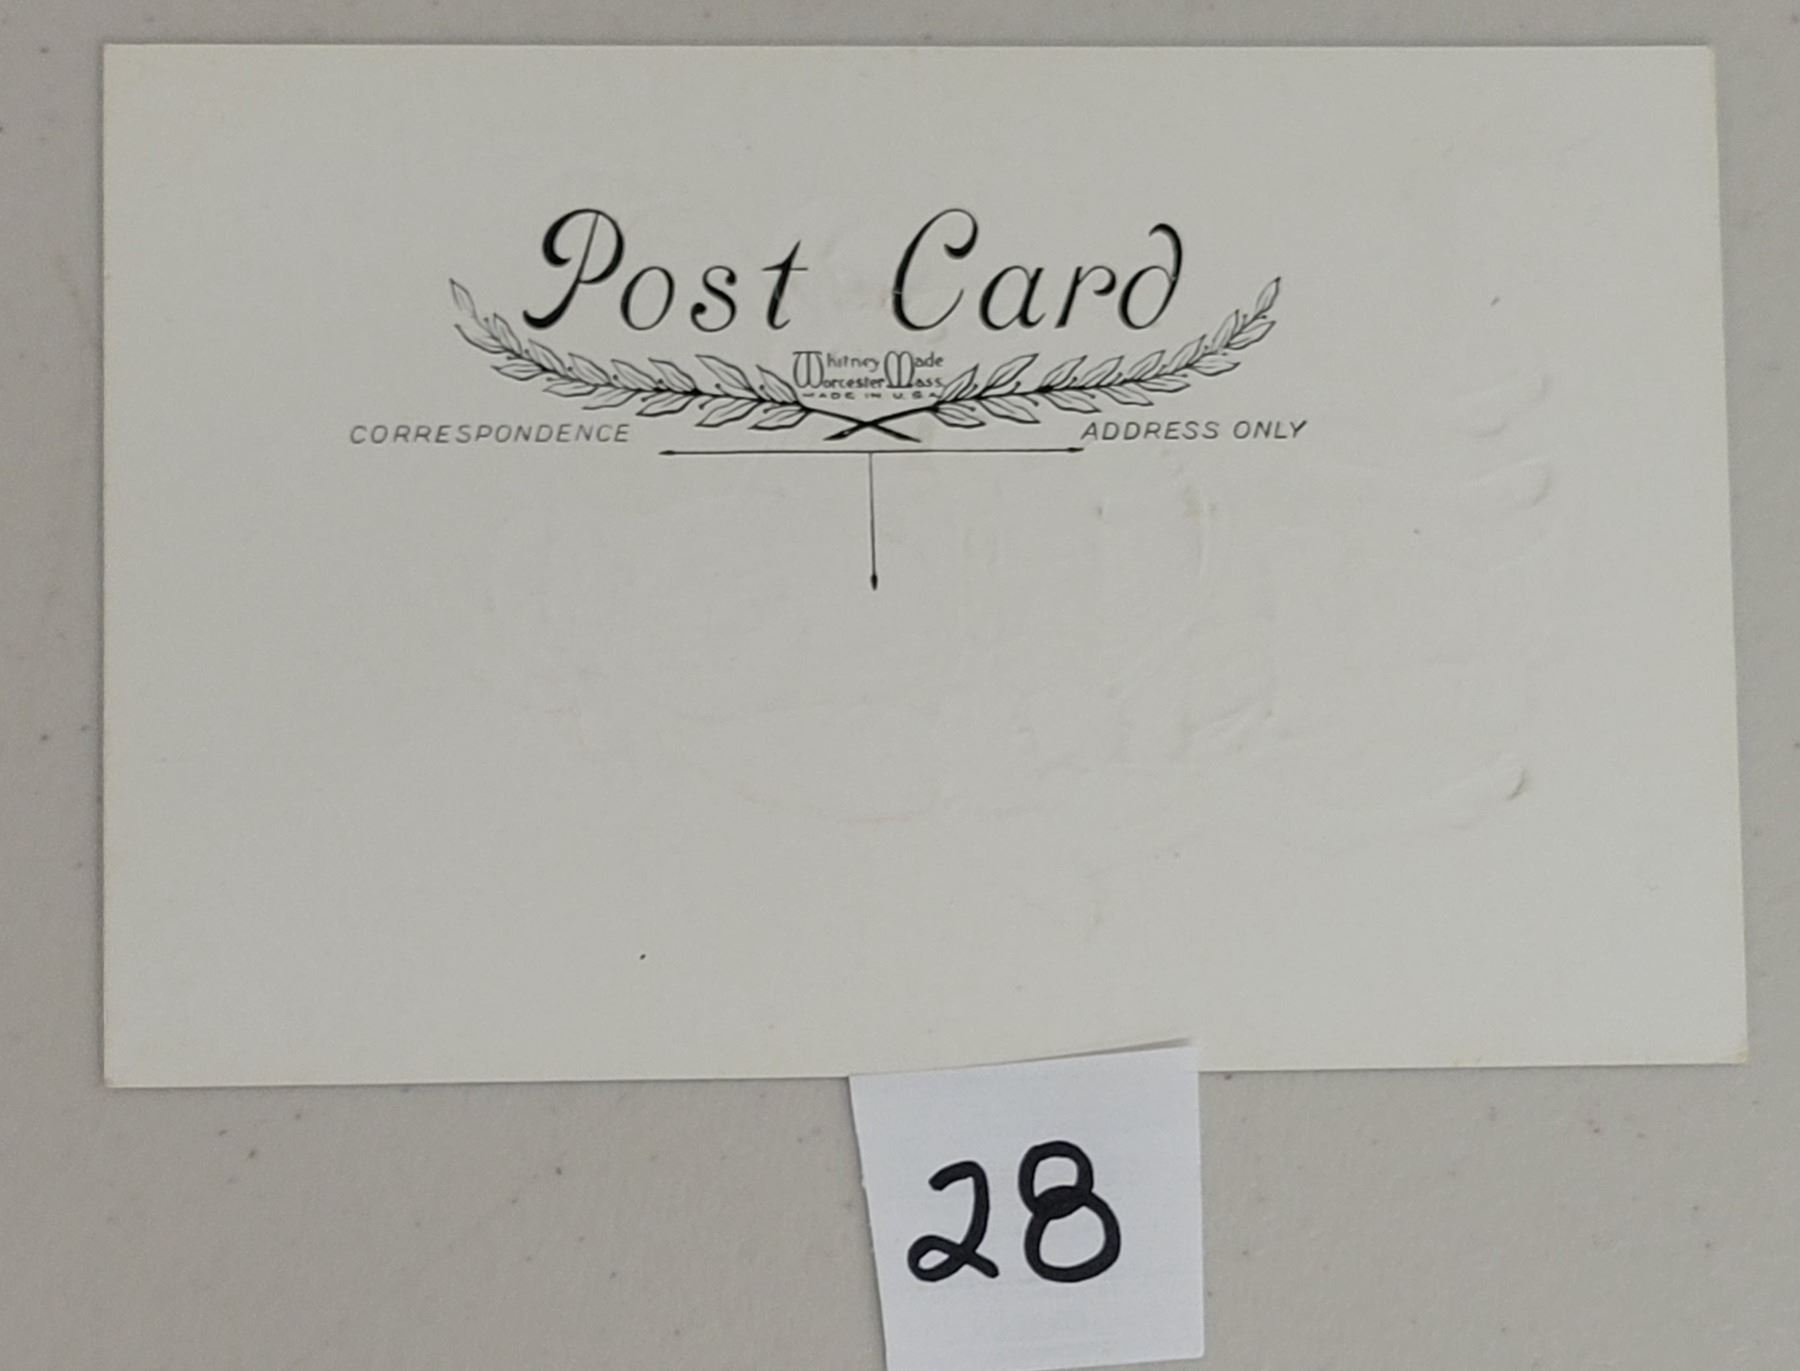 Post Card
Whitney Made
Worcester Mass.
MADE IN U.S.A.
CORRESPONDENCE
ADDRESS ONLY
28